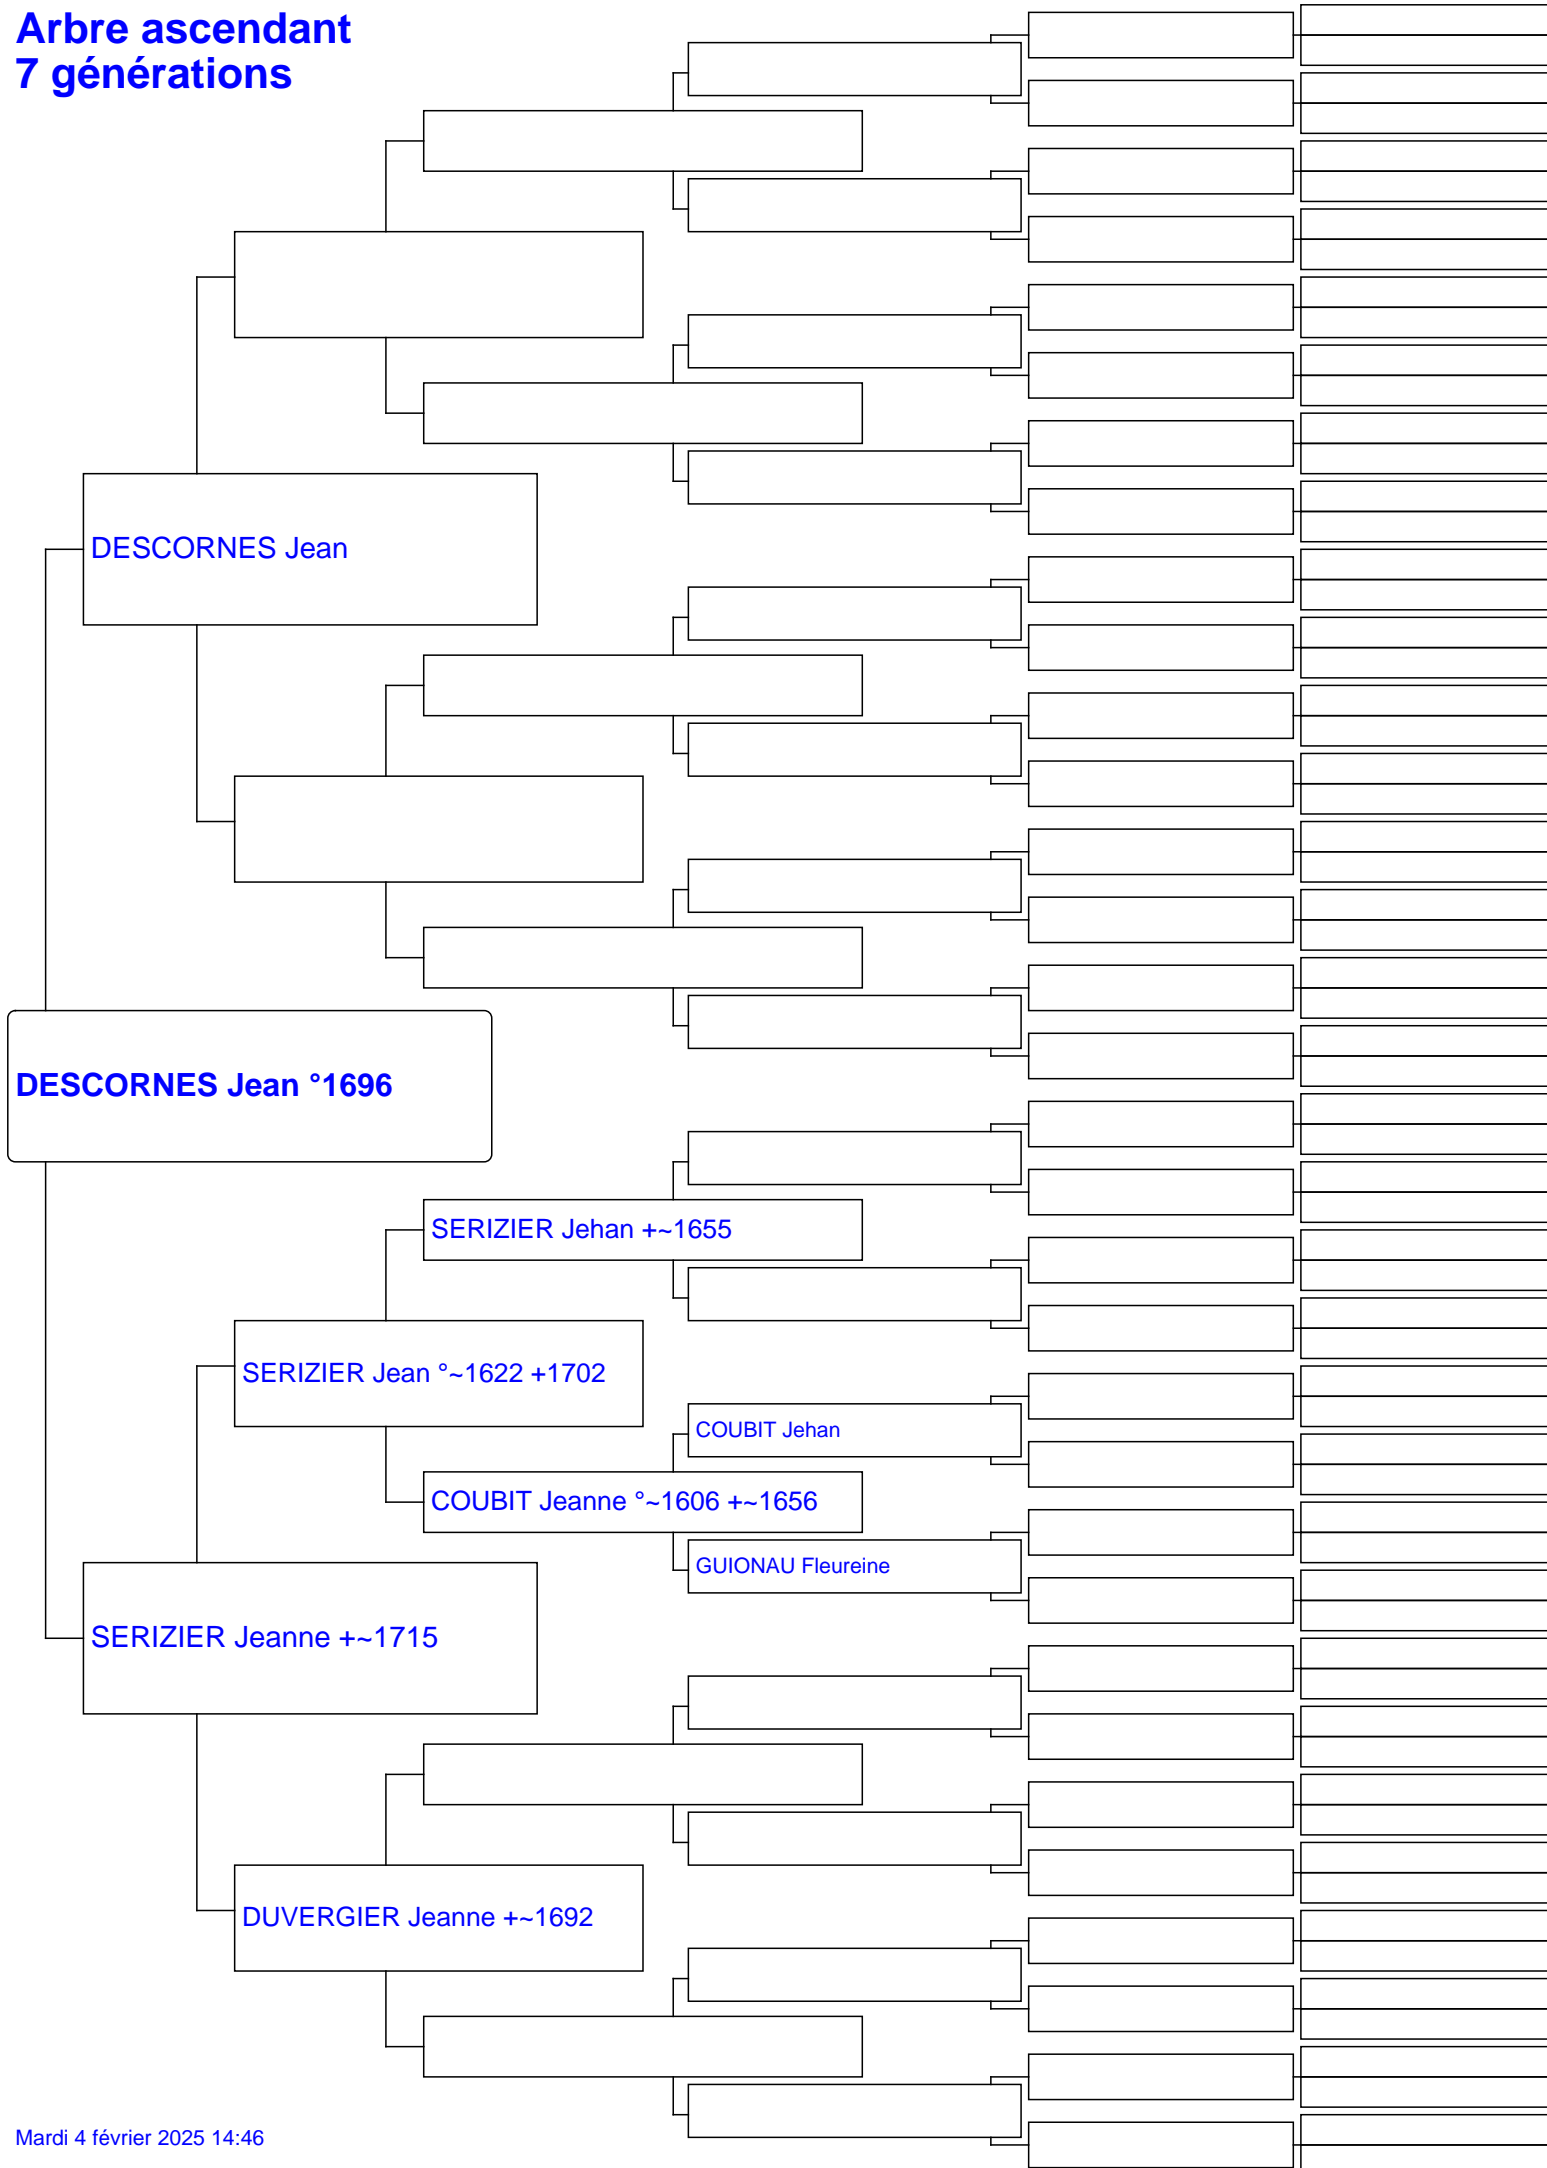 Arbre ascendant
7 générations
DESCORNES Jean
DESCORNES Jean °1696
SERIZIER Jehan +~1655
SERIZIER Jean °~1622 +1702
COUBIT Jehan
COUBIT Jeanne °~1606 +~1656
GUIONAU Fleureine
SERIZIER Jeanne +~1715
DUVERGIER Jeanne +~1692
Mardi 4 février 2025 14:46